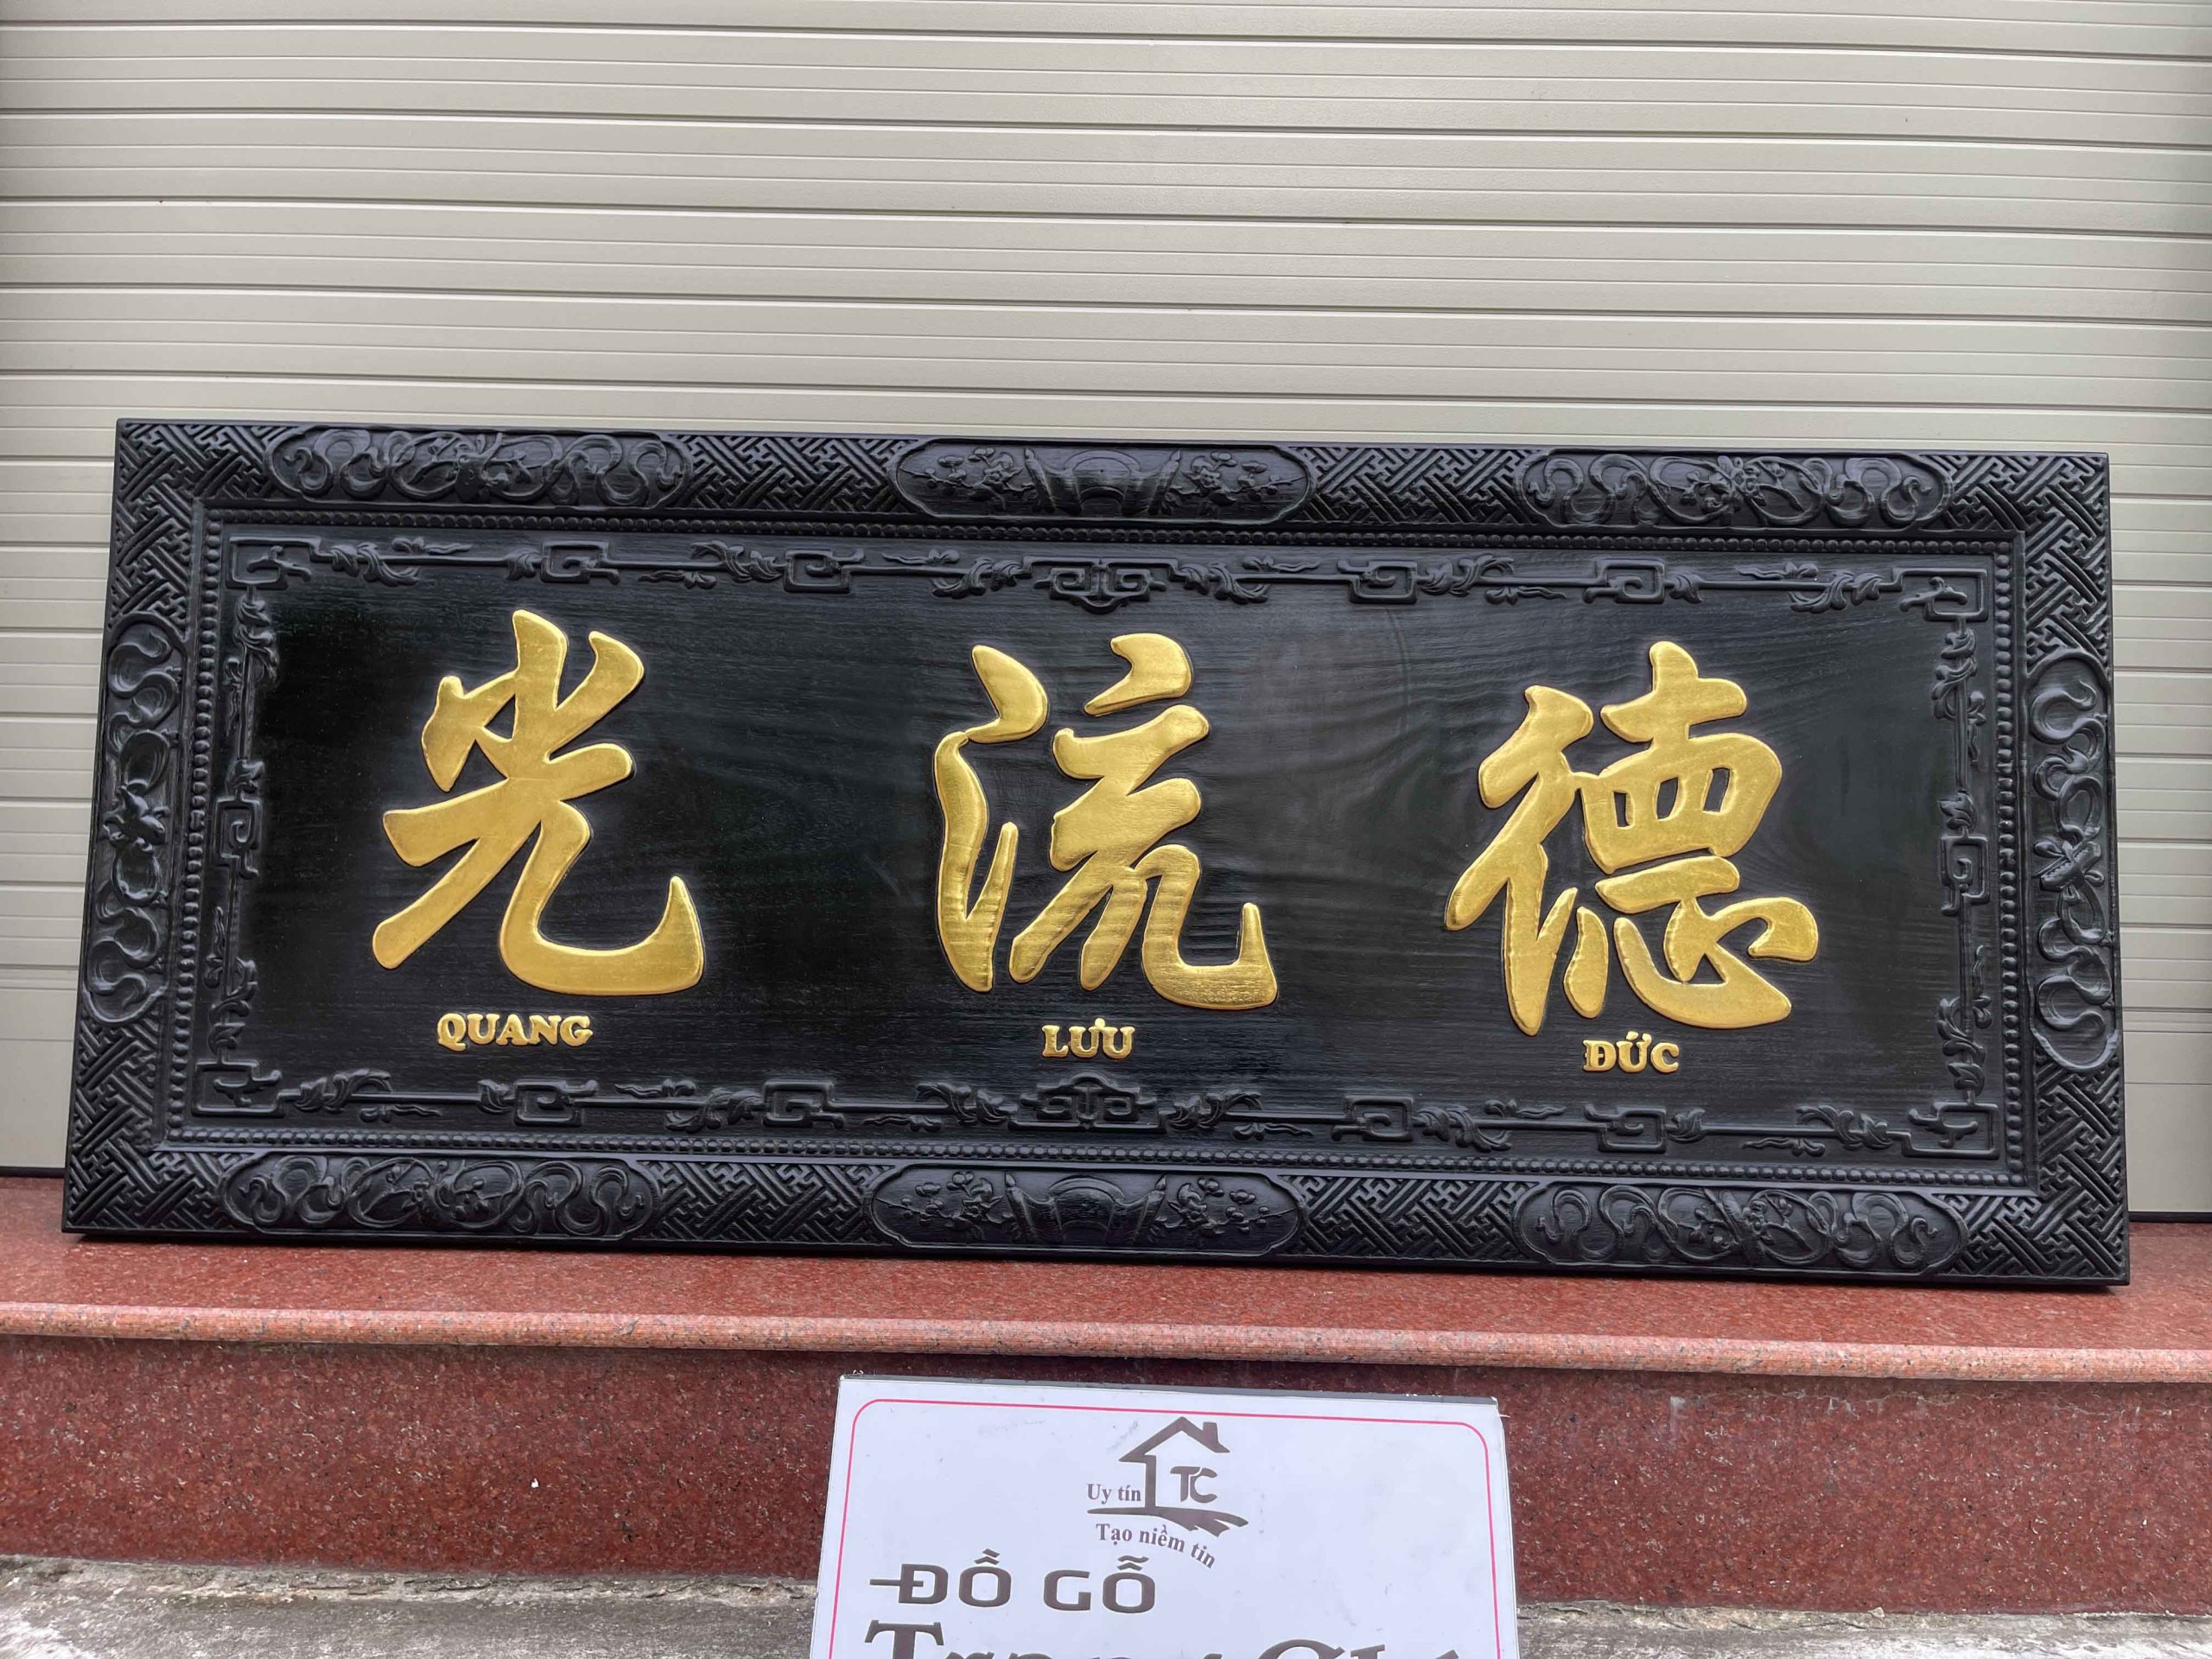 德流光
QUANG LƯU ĐỨC
TC
Uy tín
Tạo niềm tin
ĐỒ GỖ